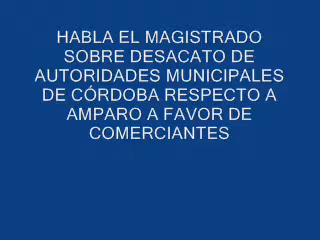 HABLA EL MAGISTRADO
SOBRE DESACATO DE
AUTORIDADES MUNICIPALES
DE CÓRDOBA RESPECTO A
AMPARO A FAVOR DE
COMERCIANTES